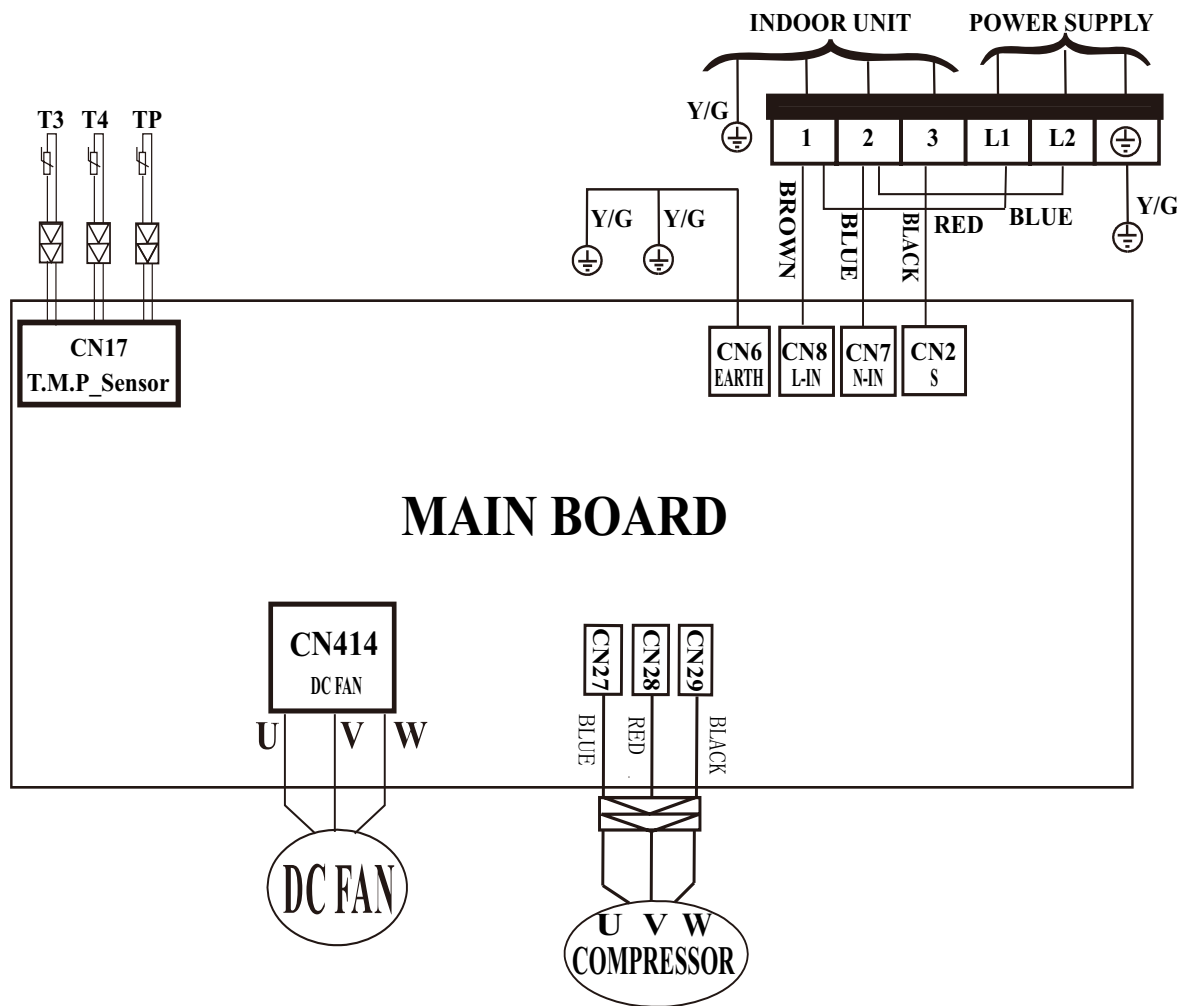 INDOOR UNIT POWER SUPPLY
T3 T4 TP
Y/G
1 2 3 L1 L2
Y/G Y/G
BROWN
BLUE
BLACK
RED
BLUE
Y/G
CN17
T.M.P_Sensor
CN6
EARTH
CN8
L-IN
CN7
N-IN
CN2
S
MAIN BOARD
CN414
DC FAN
U V W
DC FAN
CN27
CN28
CN29
BLUE
RED
BLACK
U V W
COMPRESSOR